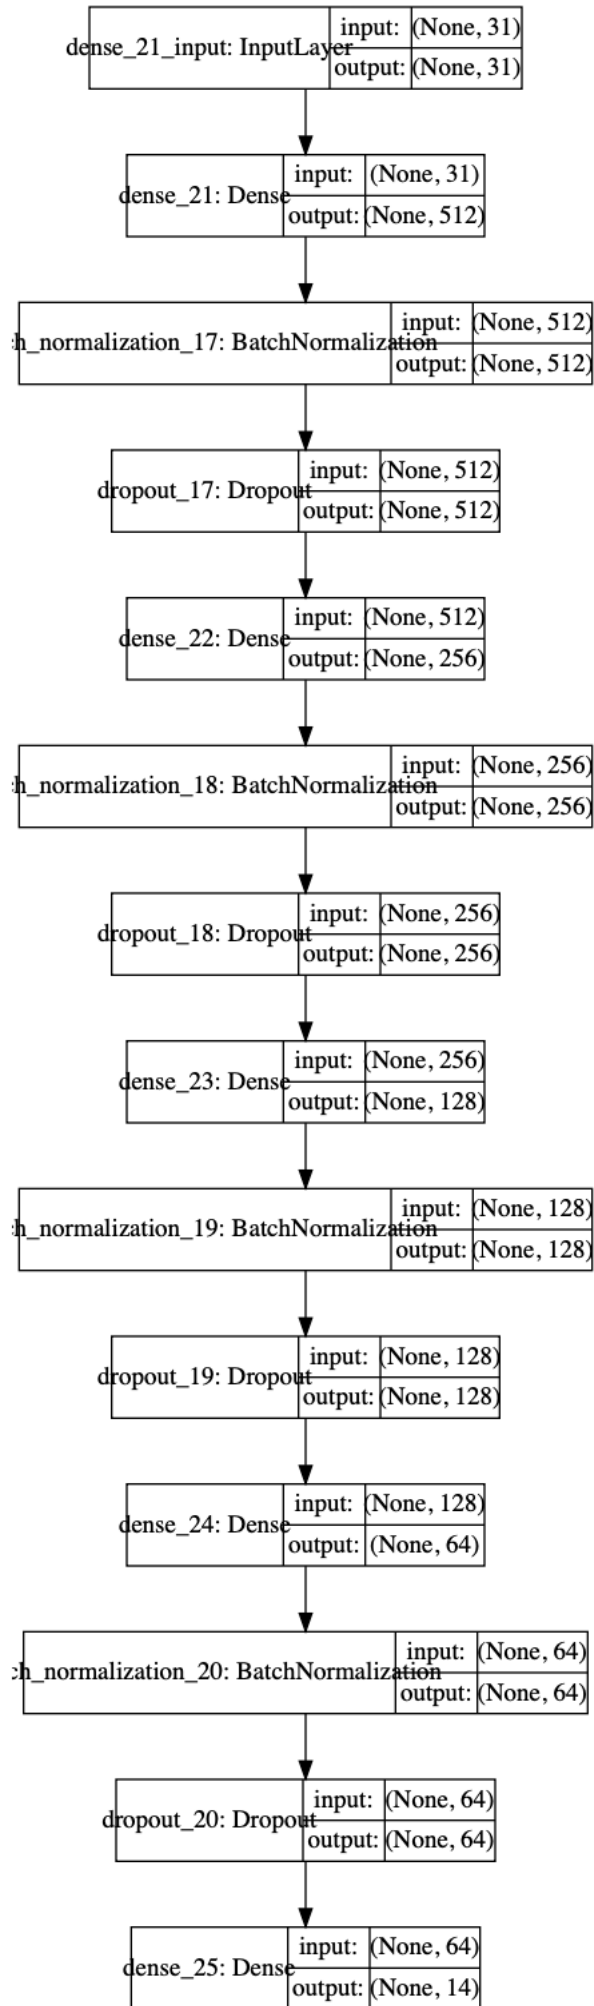 dense_21_input: InputLayer
input: (None, 31)
output: (None, 31)
dense_21: Dense
input: (None, 31)
output: (None, 512)
h_normalization_17: BatchNormalization
input: (None, 512)
output: (None, 512)
dropout_17: Dropout
input: (None, 512)
output: (None, 512)
dense_22: Dense
input: (None, 512)
output: (None, 256)
h_normalization_18: BatchNormalization
input: (None, 256)
output: (None, 256)
dropout_18: Dropout
input: (None, 256)
output: (None, 256)
dense_23: Dense
input: (None, 256)
output: (None, 128)
h_normalization_19: BatchNormalization
input: (None, 128)
output: (None, 128)
dropout_19: Dropout
input: (None, 128)
output: (None, 128)
dense_24: Dense
input: (None, 128)
output: (None, 64)
ch_normalization_20: BatchNormalization
input: (None, 64)
output: (None, 64)
dropout_20: Dropout
input: (None, 64)
output: (None, 64)
dense_25: Dense
input: (None, 64)
output: (None, 14)